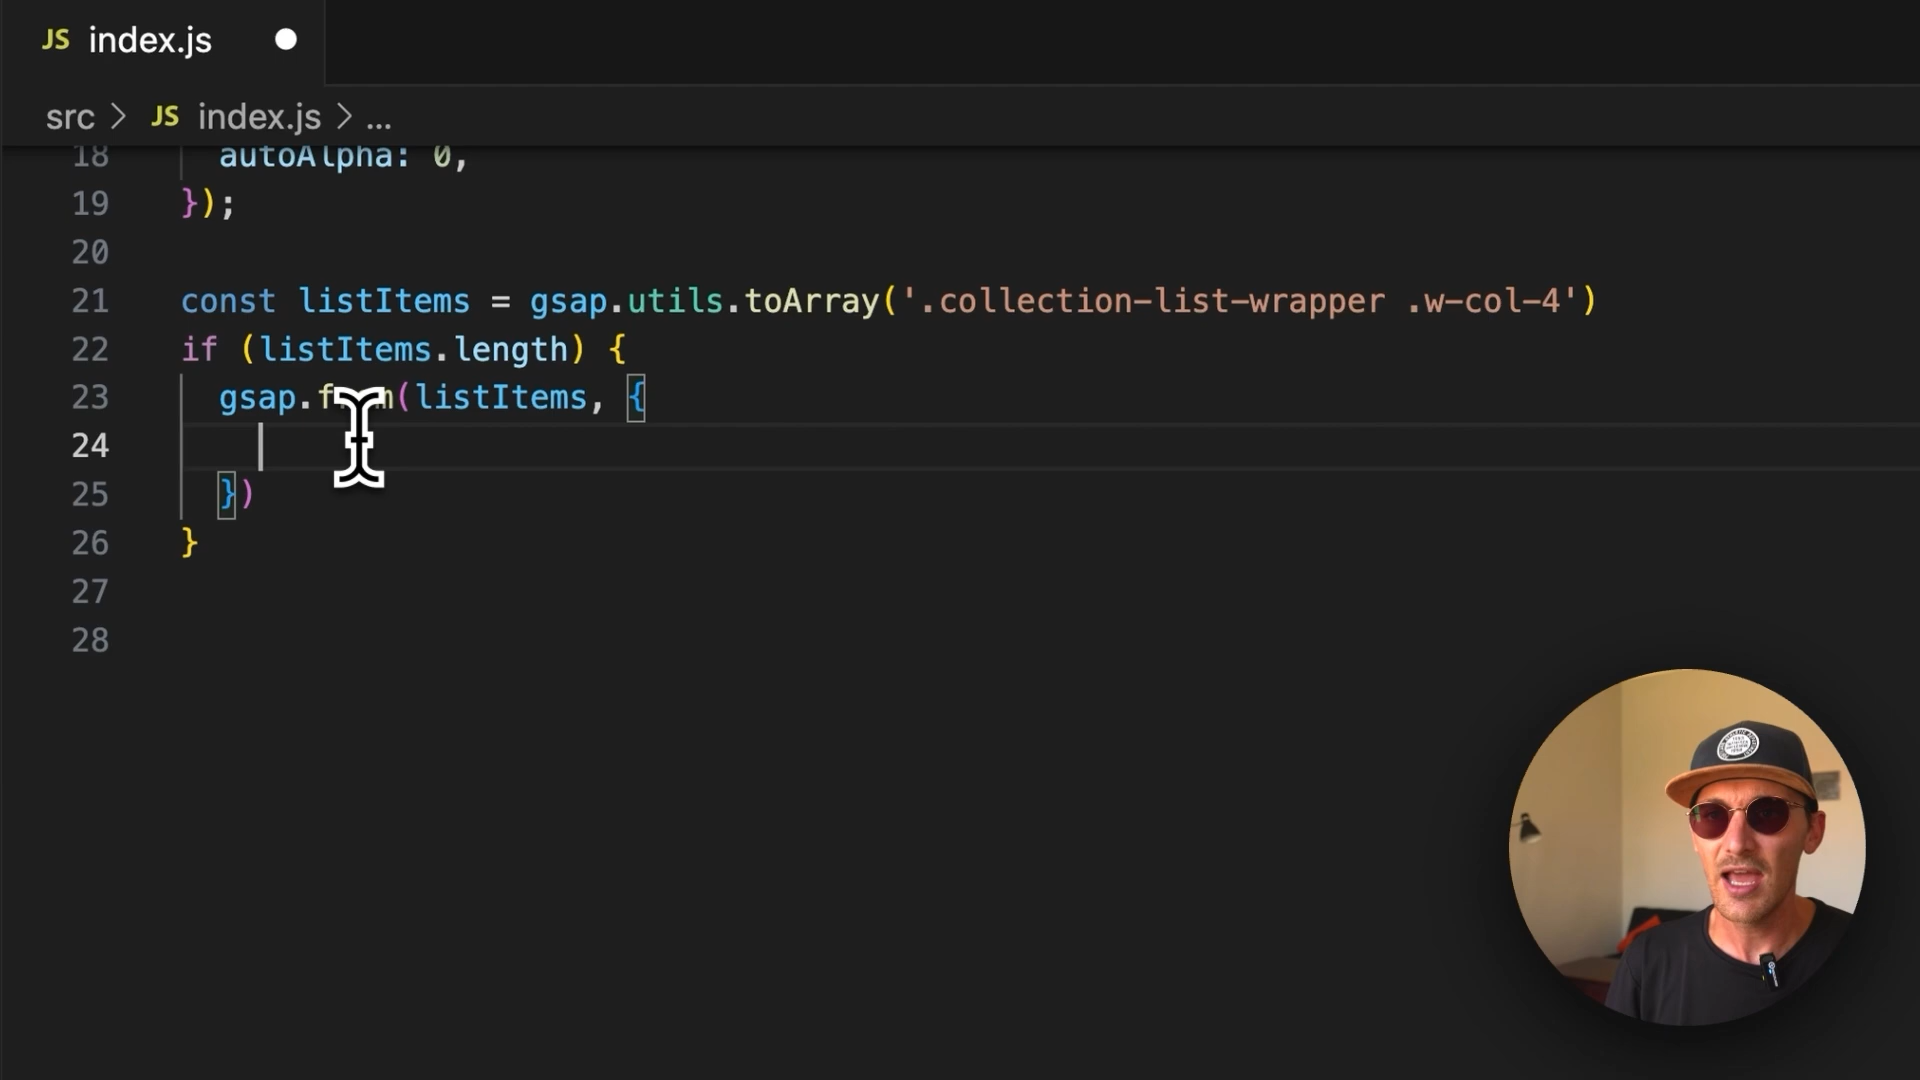 JS index.js
src > JS index.js > ...
18 autoAlpha: 0,
19 });
20
21 const listItems = gsap.utils.toArray('.collection-list-wrapper .w-col-4')
22 if (listItems.length) {
23 gsap.from(listItems, {
24
25 })
26 }
27
28